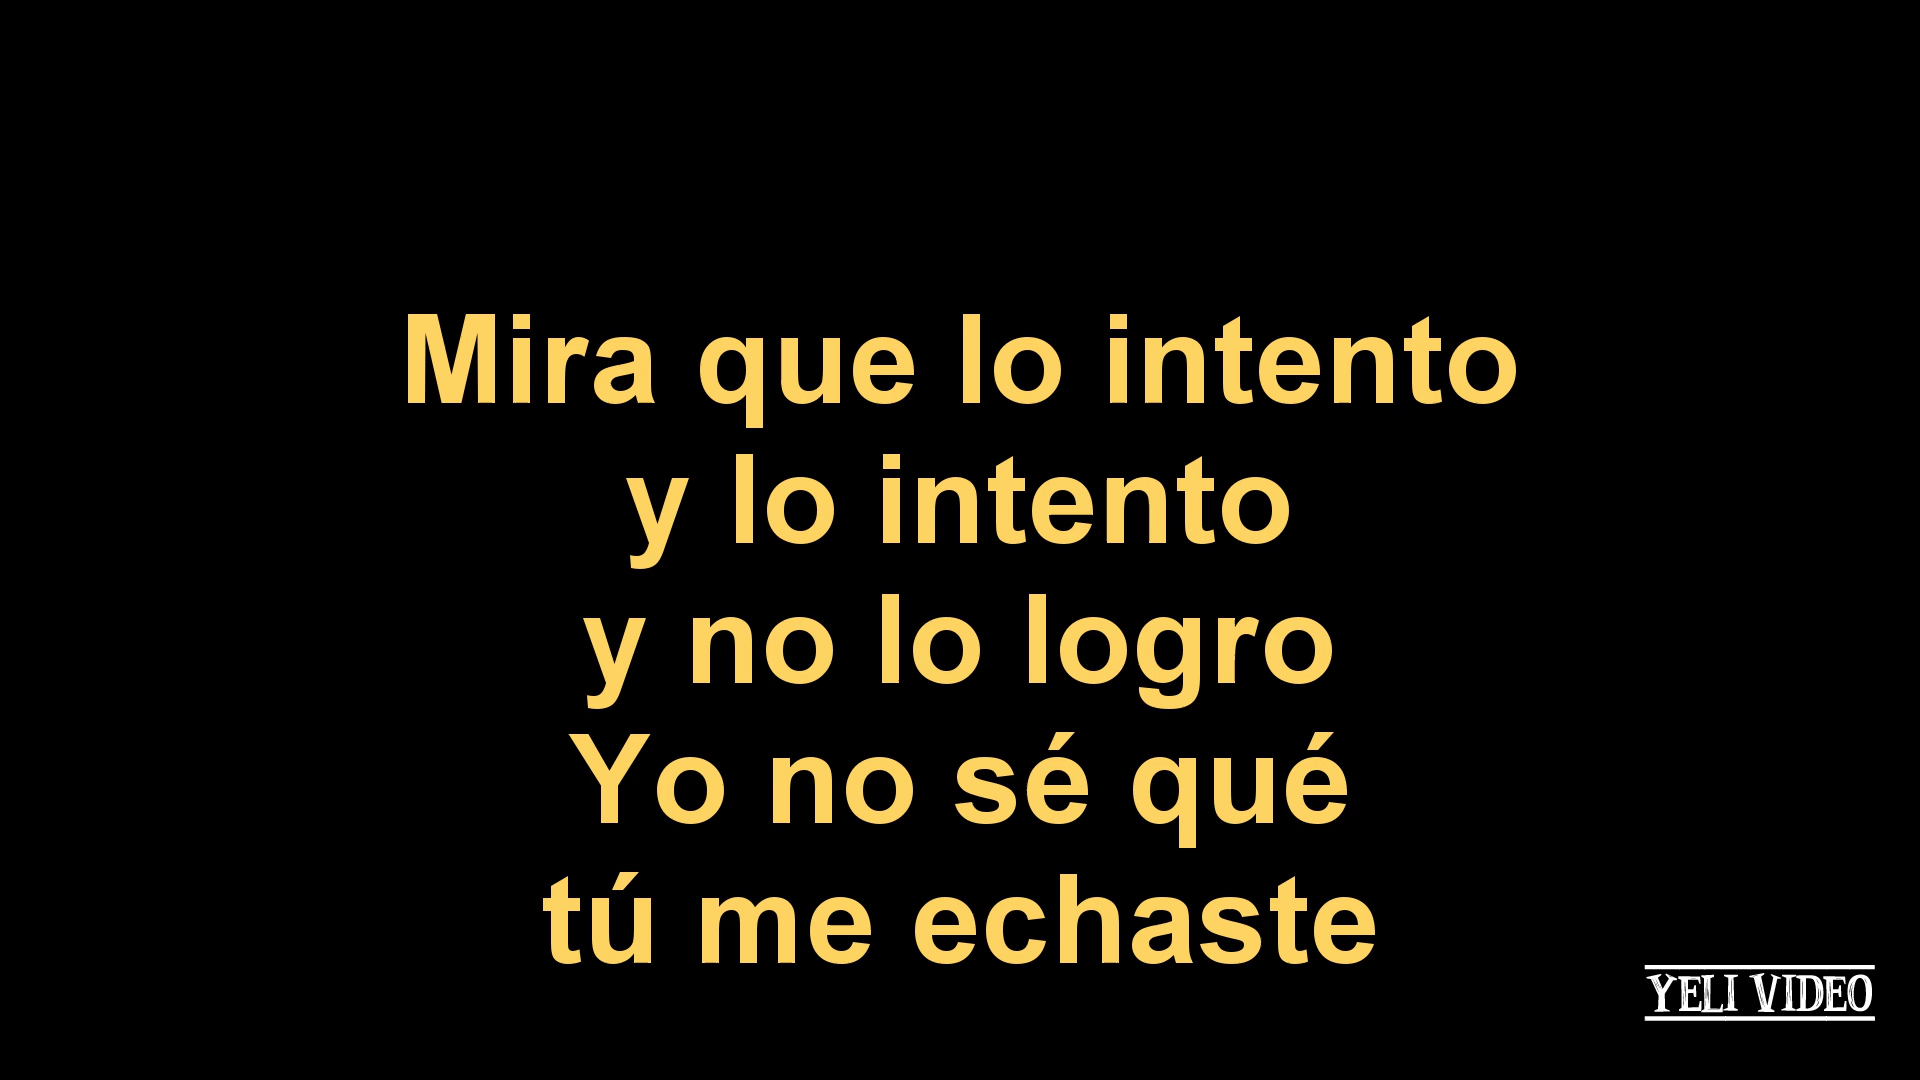 Mira que lo intento
y lo intento
y no lo logro
Yo no sé qué
tú me echaste
YELI VIDEO